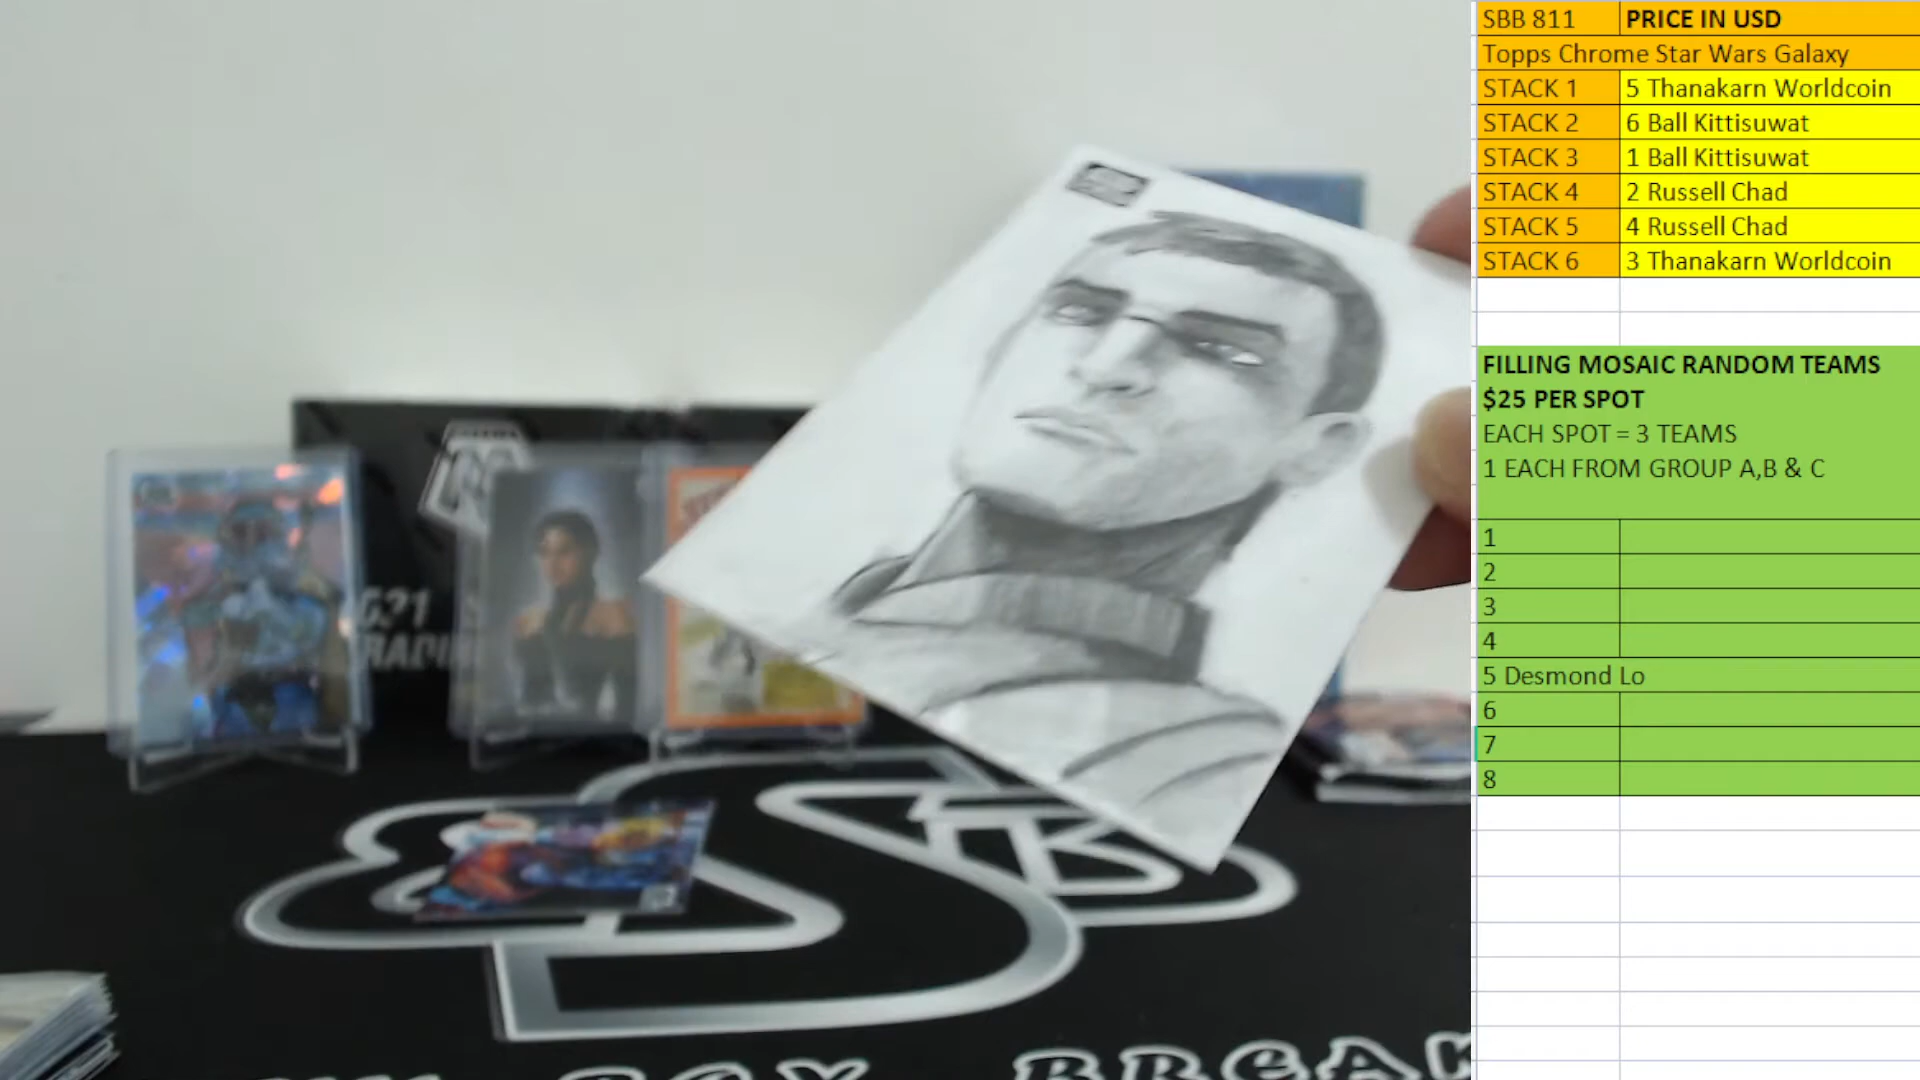 SBB 811 PRICE IN USD
Topps Chrome Star Wars Galaxy
STACK 1 5 Thanakarn Worldcoin
STACK 2 6 Ball Kittisuwat
STACK 3 1 Ball Kittisuwat
STACK 4 2 Russell Chad
STACK 5 4 Russell Chad
STACK 6 3 Thanakarn Worldcoin
FILLING MOSAIC RANDOM TEAMS
$25 PER SPOT
EACH SPOT = 3 TEAMS
1 EACH FROM GROUP A,B & C
1
2
3
4
5 Desmond Lo
6
7
8
BOX BREAK